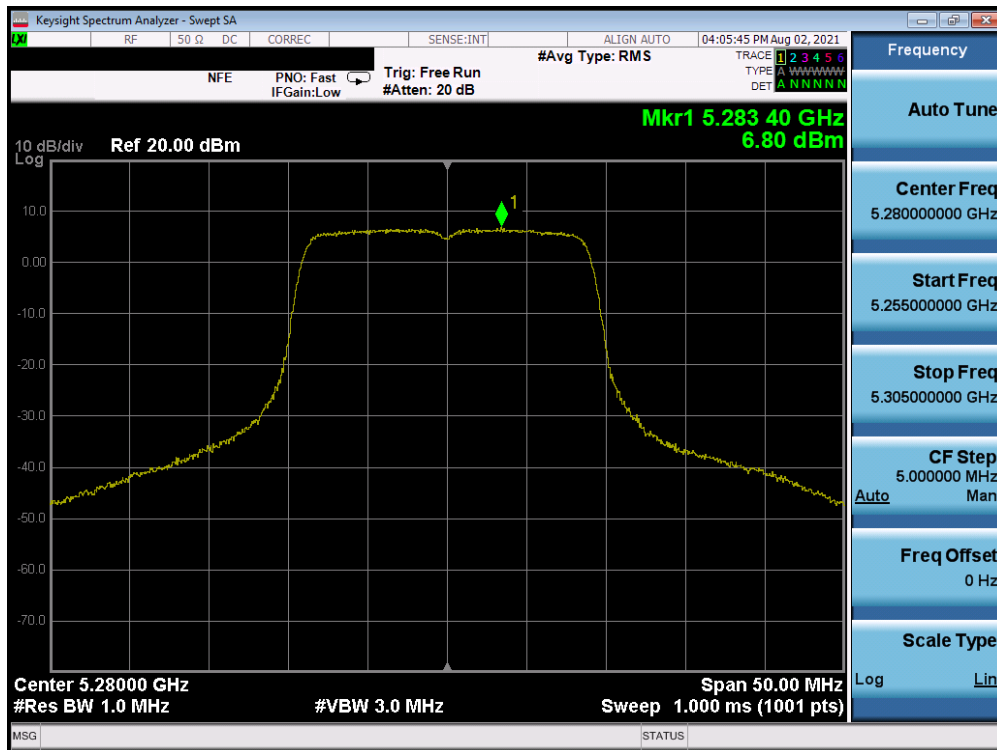 Keysight Spectrum Analyzer - Swept SA
LXI RF 50 Ω DC CORREC SENSE:INT ALIGN AUTO 04:05:45 PM Aug 02, 2021
NFE PNO: Fast IFGain:Low Trig: Free Run #Atten: 20 dB #Avg Type: RMS
TRACE 1 2 3 4 5 6
TYPE A WWWWW
DET A N N N N N
Mkr1 5.283 40 GHz
6.80 dBm
10 dB/div Ref 20.00 dBm
Log
1
10.0
0.00
-10.0
-20.0
-30.0
-40.0
-50.0
-60.0
-70.0
Center 5.28000 GHz Span 50.00 MHz
#Res BW 1.0 MHz #VBW 3.0 MHz Sweep 1.000 ms (1001 pts)
MSG STATUS
Frequency
Auto Tune
Center Freq
5.280000000 GHz
Start Freq
5.255000000 GHz
Stop Freq
5.305000000 GHz
CF Step
5.000000 MHz
Auto Man
Freq Offset
0 Hz
Scale Type
Log Lin